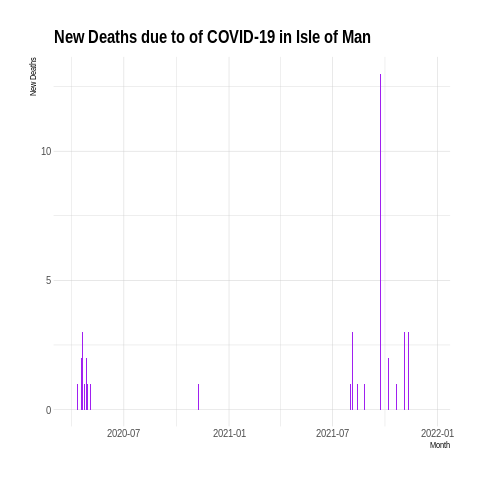 New Deaths due to of COVID-19 in Isle of Man
New Deaths
10
5
0
2020-07
2021-01
2021-07
2022-01
Month